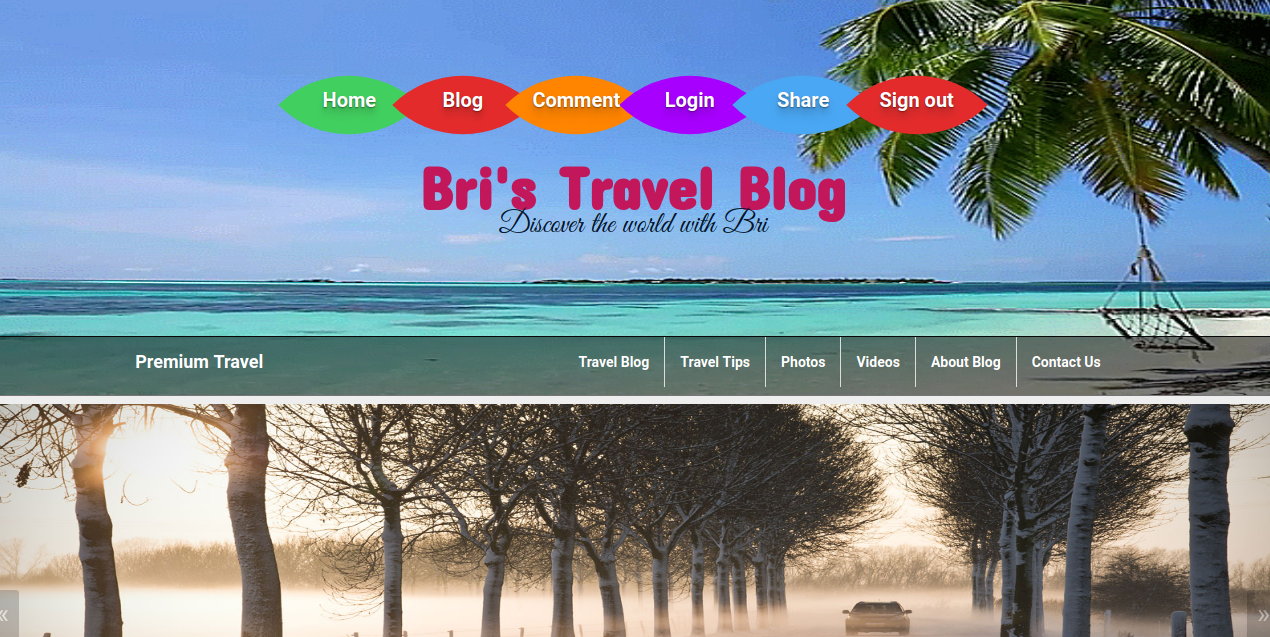 Home Blog Comment Login Share Sign out
Bri's Travel Blog
Discover the world with Bri
Premium Travel Travel Blog Travel Tips Photos Videos About Blog Contact Us
« »